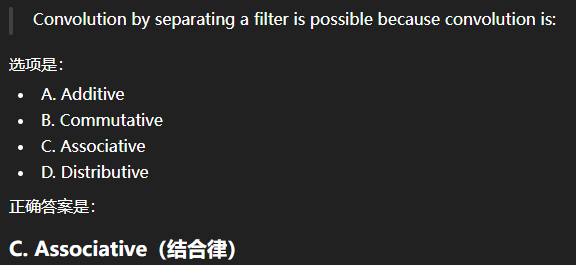 Convolution by separating a filter is possible because convolution is:
选项是：
• A. Additive
• B. Commutative
• C. Associative
• D. Distributive
正确答案是：
C. Associative（结合律）